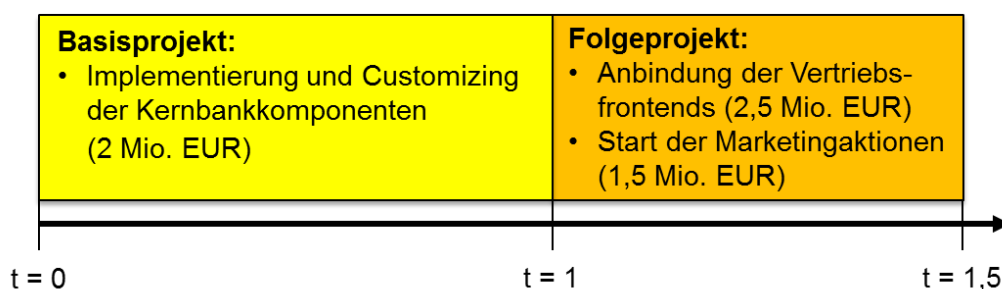 Basisprojekt:
• Implementierung und Customizing
der Kernbankkomponenten
(2 Mio. EUR)
Folgeprojekt:
• Anbindung der Vertriebs-
frontends (2,5 Mio. EUR)
• Start der Marketingaktionen
(1,5 Mio. EUR)
t = 0
t = 1
t = 1,5